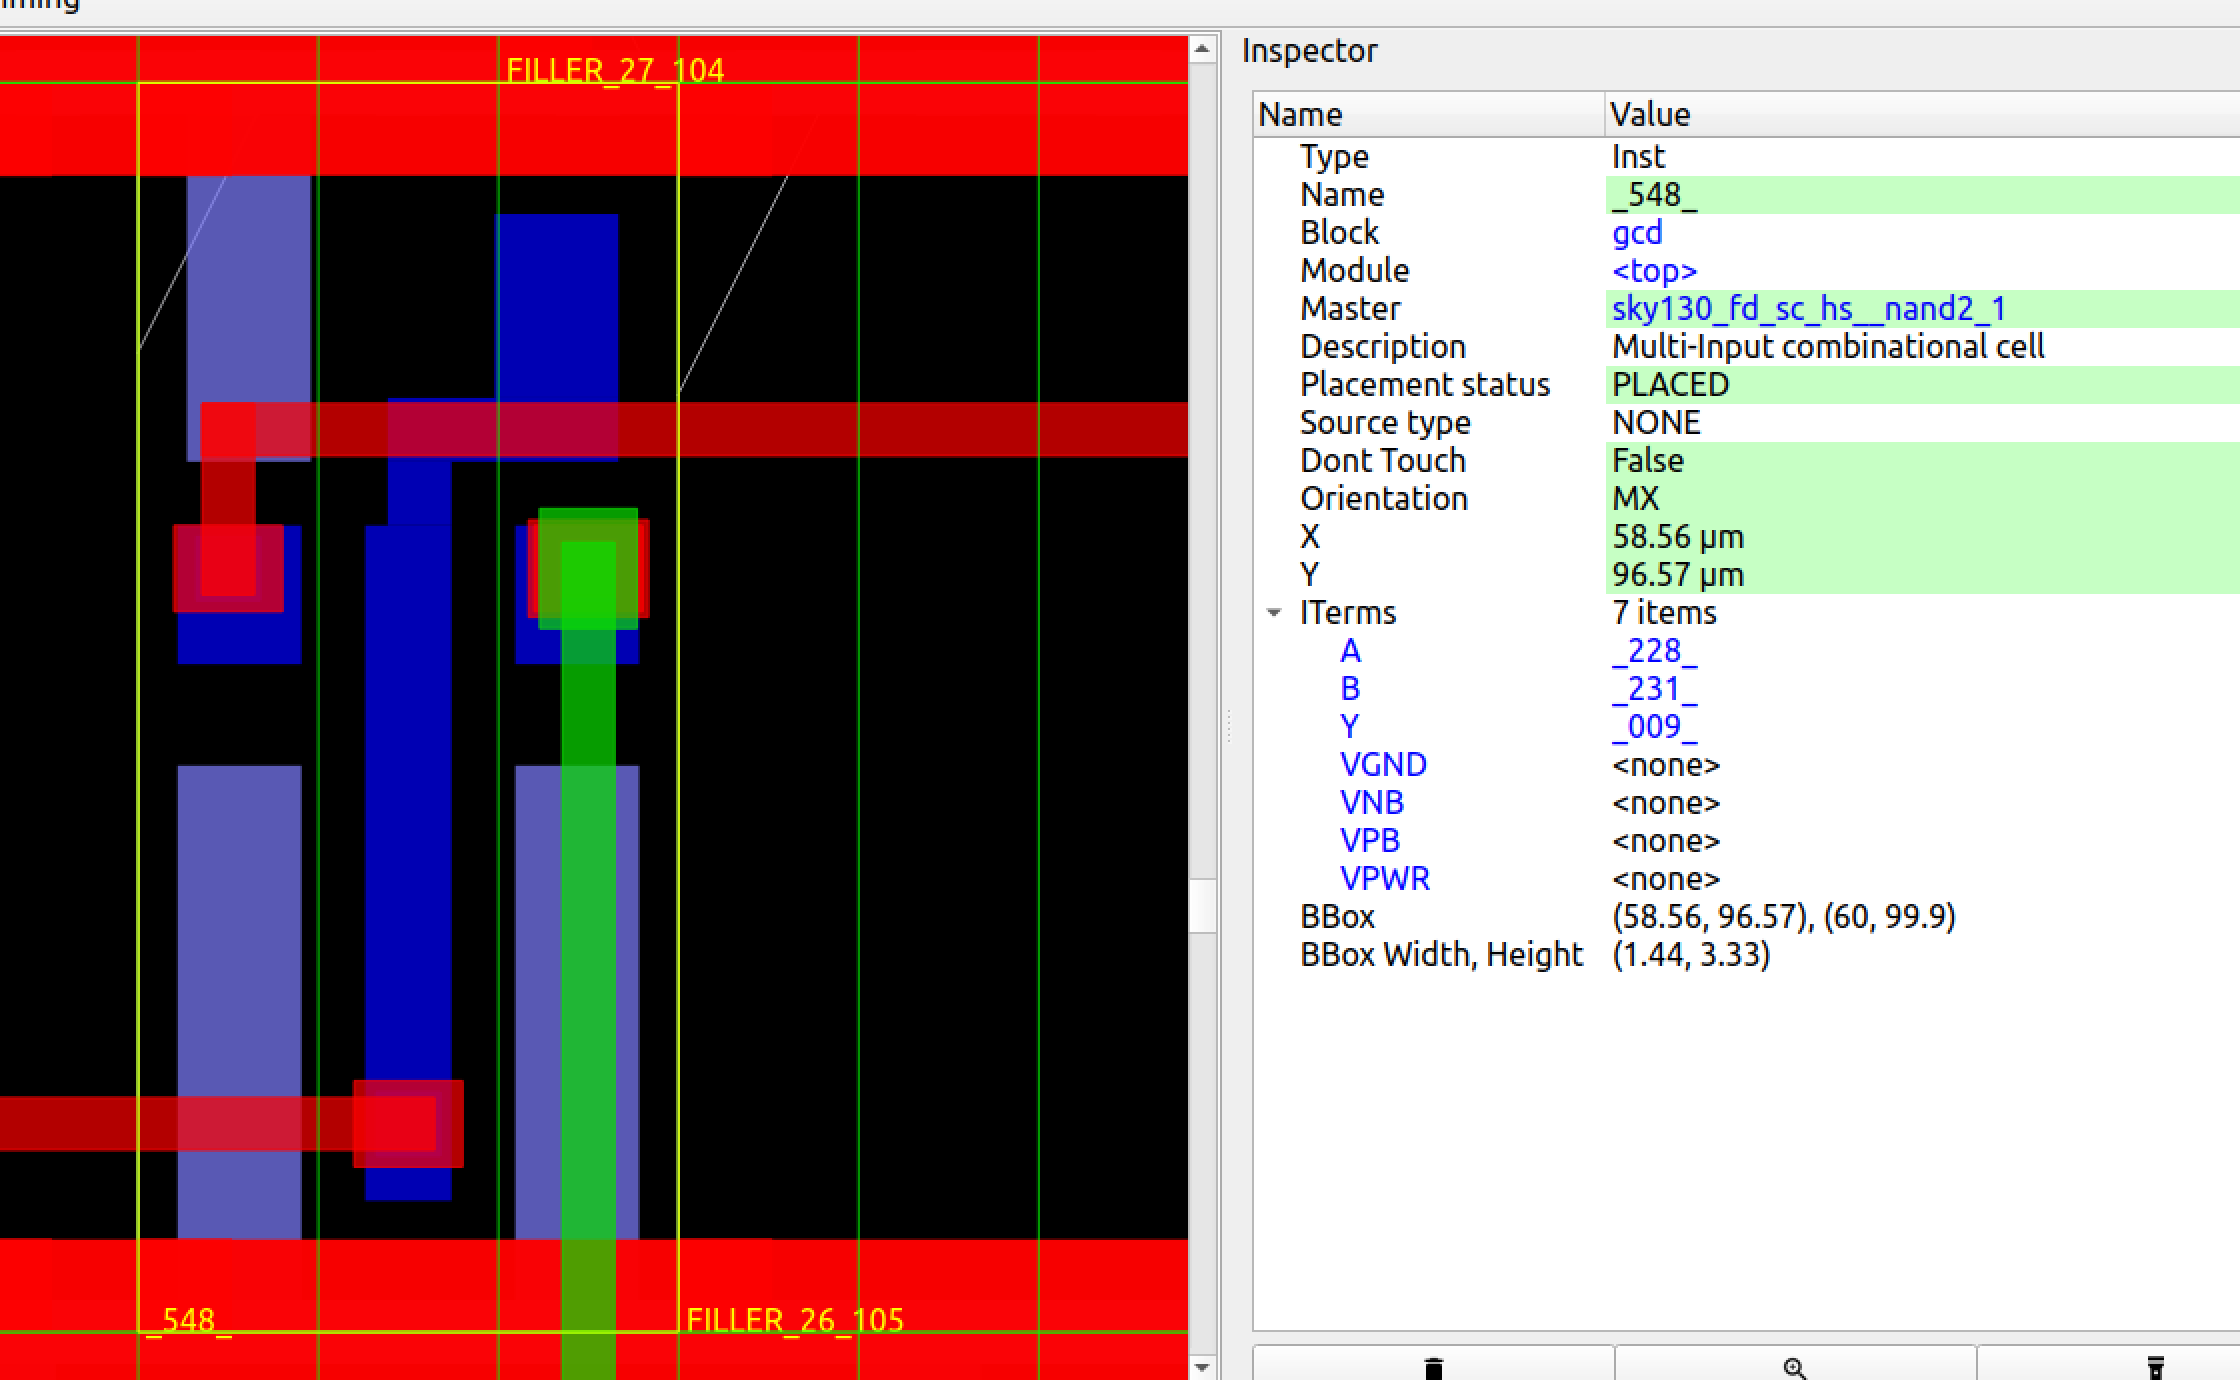 FILLER_27_104
_548_
FILLER_26_105
Inspector
Name Value
Type Inst
Name _548_
Block gcd
Module <top>
Master sky130_fd_sc_hs__nand2_1
Description Multi-Input combinational cell
Placement status PLACED
Source type NONE
Dont Touch False
Orientation MX
X 58.56 µm
Y 96.57 µm
ITerms 7 items
A _228_
B _231_
Y _009_
VGND <none>
VNB <none>
VPB <none>
VPWR <none>
BBox (58.56, 96.57), (60, 99.9)
BBox Width, Height (1.44, 3.33)